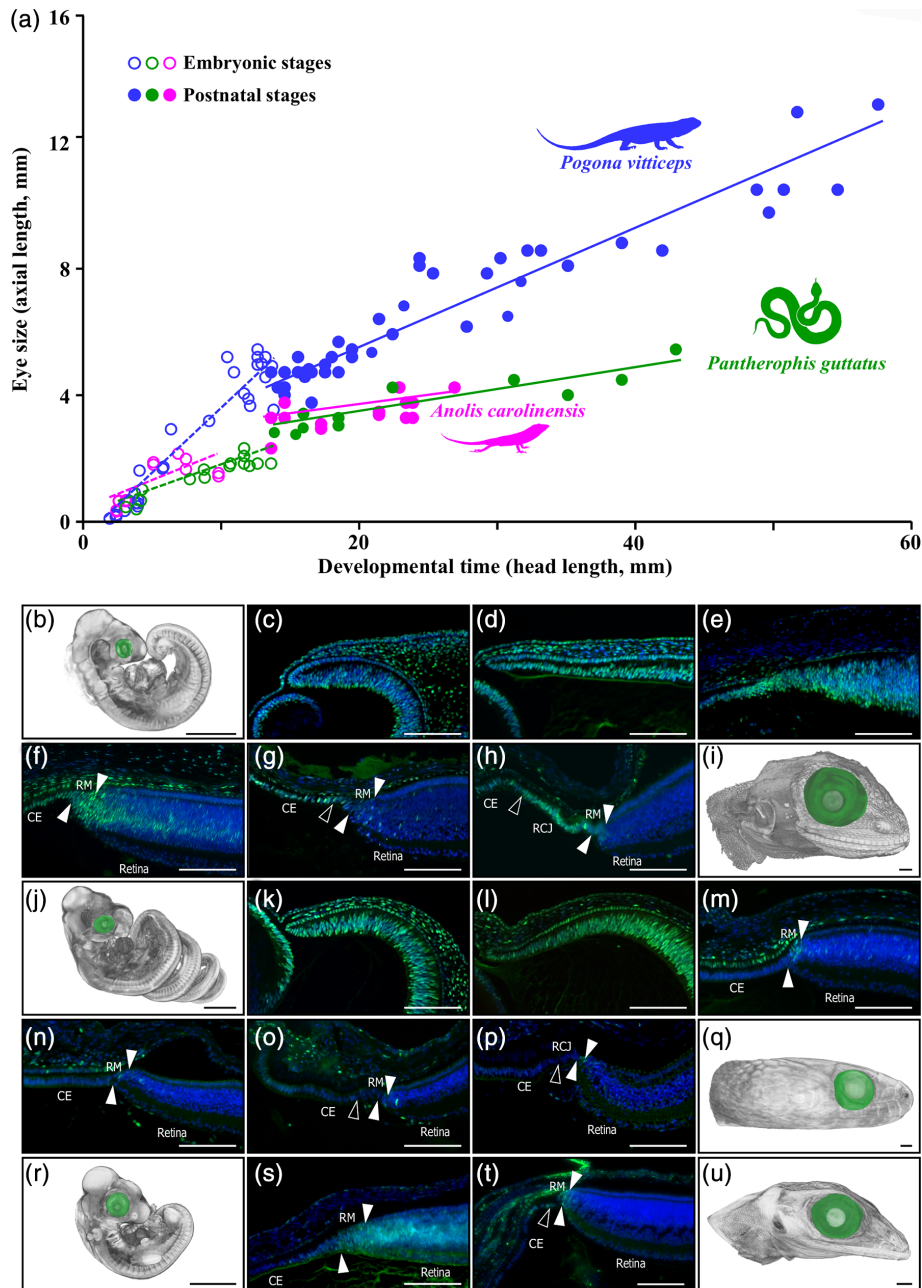 (a)
16
12
8
4
0
Eye size (axial length, mm)
Embryonic stages
Postnatal stages
Pogona vitticeps
Pantherophis guttatus
Anolis carolinensis
0 20 40 60
Developmental time (head length, mm)
(b) (c) (d) (e)
(f) RM CE Retina
(g) RM CE Retina
(h) CE RCJ RM Retina
(i)
(j) (k) (l)
(m) RM CE Retina
(n) RM CE Retina
(o) RM CE Retina
(p) RCJ RM CE Retina
(q)
(r)
(s) RM CE Retina
(t) RM CE Retina
(u)